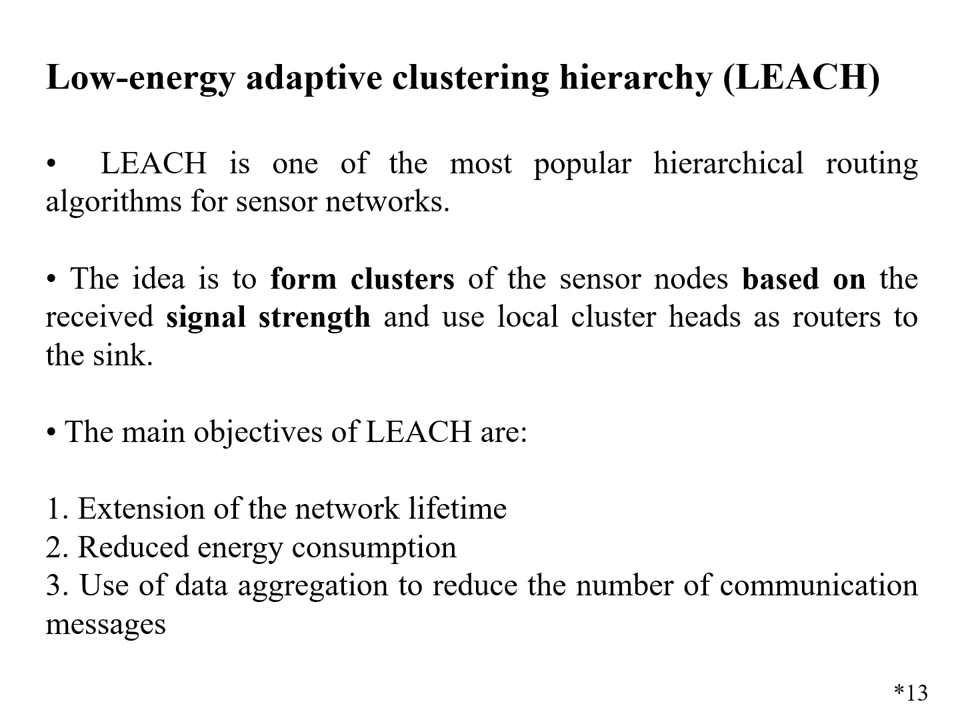 Low-energy adaptive clustering hierarchy (LEACH)
• LEACH is one of the most popular hierarchical routing
algorithms for sensor networks.
• The idea is to form clusters of the sensor nodes based on the
received signal strength and use local cluster heads as routers to
the sink.
• The main objectives of LEACH are:
1. Extension of the network lifetime
2. Reduced energy consumption
3. Use of data aggregation to reduce the number of communication
messages
*13